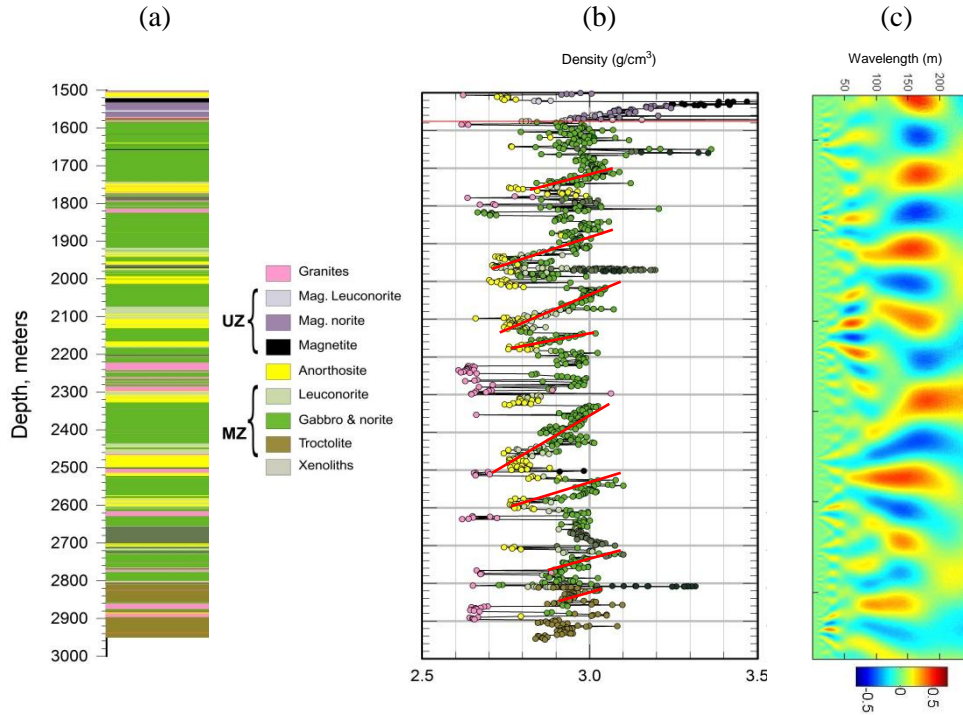 (a)
(b)
(c)
Density (g/cm3)
Wavelength (m)
50 100 150 200
1500
1600
1700
1800
1900
2000
2100
2200
2300
2400
2500
2600
2700
2800
2900
3000
Depth, meters
Granites
Mag. Leuconorite
UZ
Mag. norite
Magnetite
Anorthosite
Leuconorite
MZ
Gabbro & norite
Troctolite
Xenoliths
2.5 3.0 3.5
-0.5 0 0.5